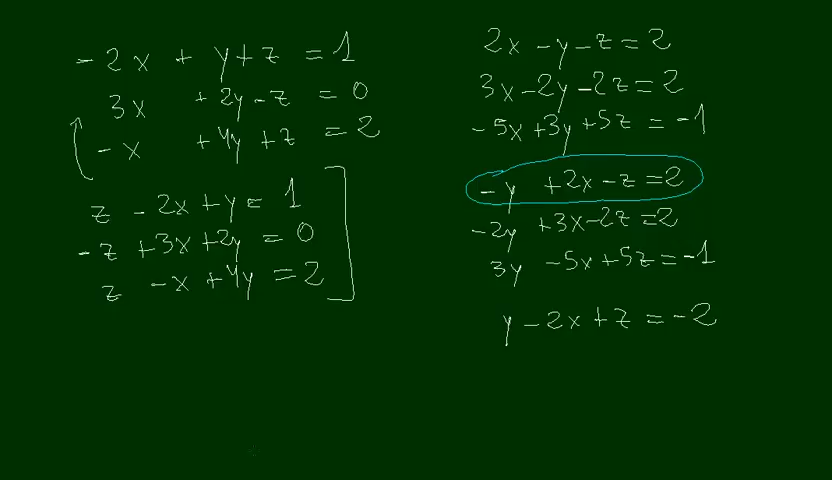 -2x + y+z = 1
3x +2y-z = 0
-x +4y+z = 2
z -2x+y= 1
-z +3x+2y = 0
z -x+4y = 2
2x -y-z=2
3x-2y-2z=2
-5x+3y+5z=-1
-y +2x-z=2
-2y +3x-2z=2
3y -5x+5z=-1
y-2x+z=-2